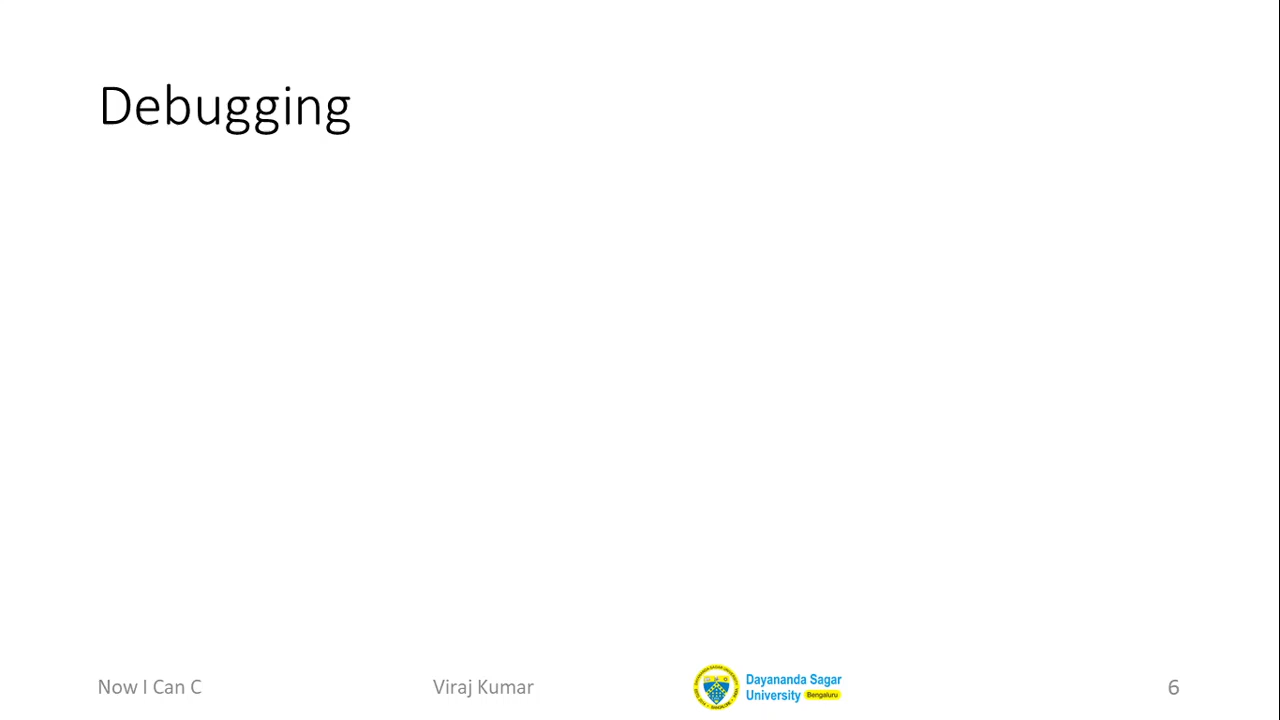 Debugging
Now I Can C
Viraj Kumar
Dayananda Sagar
University Bengaluru
6